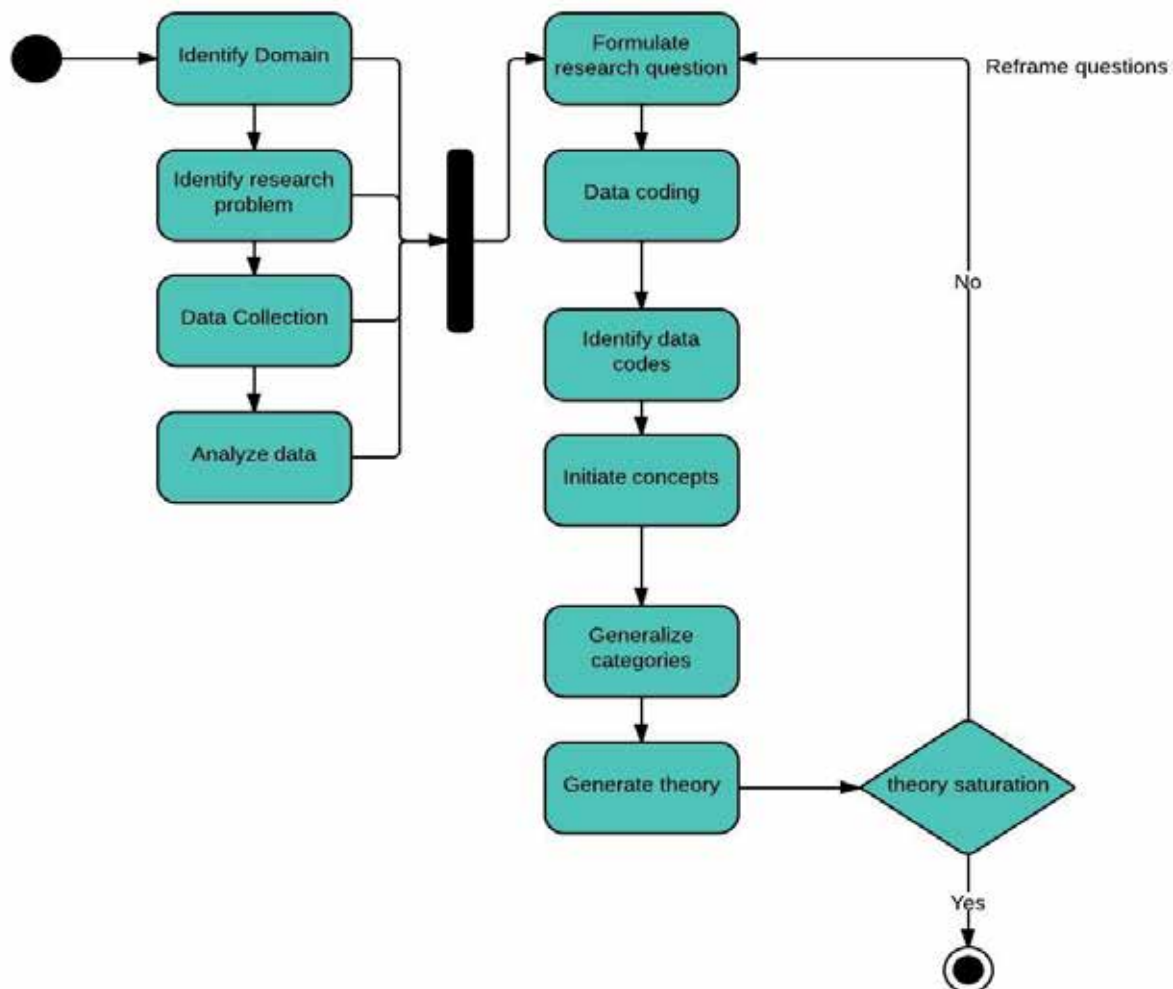 Identify Domain
Identify research
problem
Data Collection
Analyze data
Formulate
research question
Data coding
Identify data
codes
Initiate concepts
Generalize
categories
Generate theory
theory saturation
Reframe questions
No
Yes